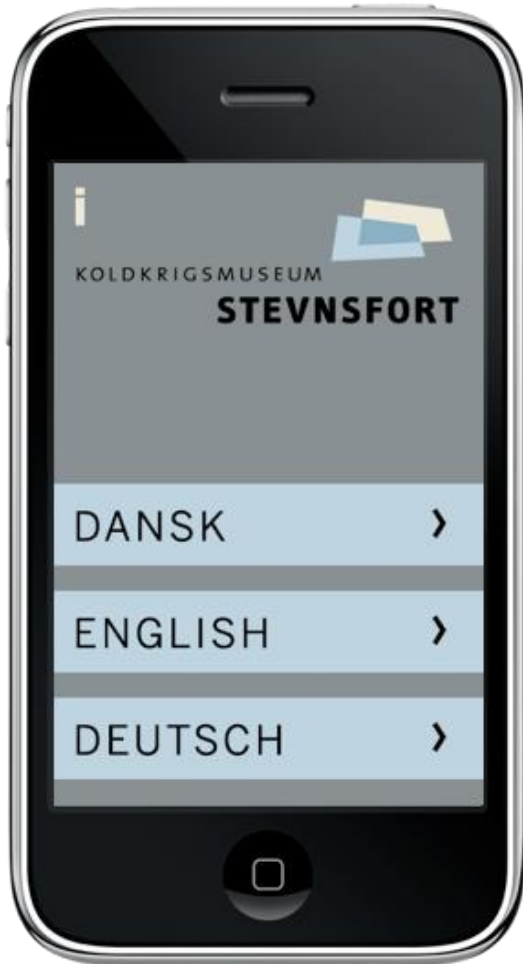 i
KOLDKRIGSMUSEUM
STEVNSFORT
DANSK
ENGLISH
DEUTSCH